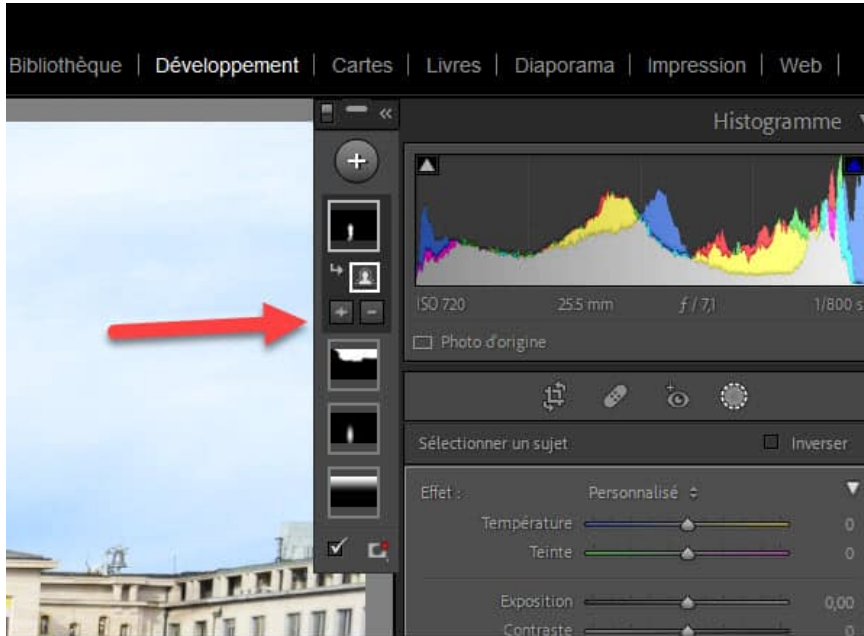 Bibliothèque | Développement | Cartes | Livres | Diaporama | Impression | Web |
Histogramme
ISO 720 25.5 mm ƒ / 7,1 1/800 s
Photo d'origine
Sélectionner un sujet Inverser
Effet : Personnalisé
Température 0
Teinte 0
Exposition 0,00
Contraste 0